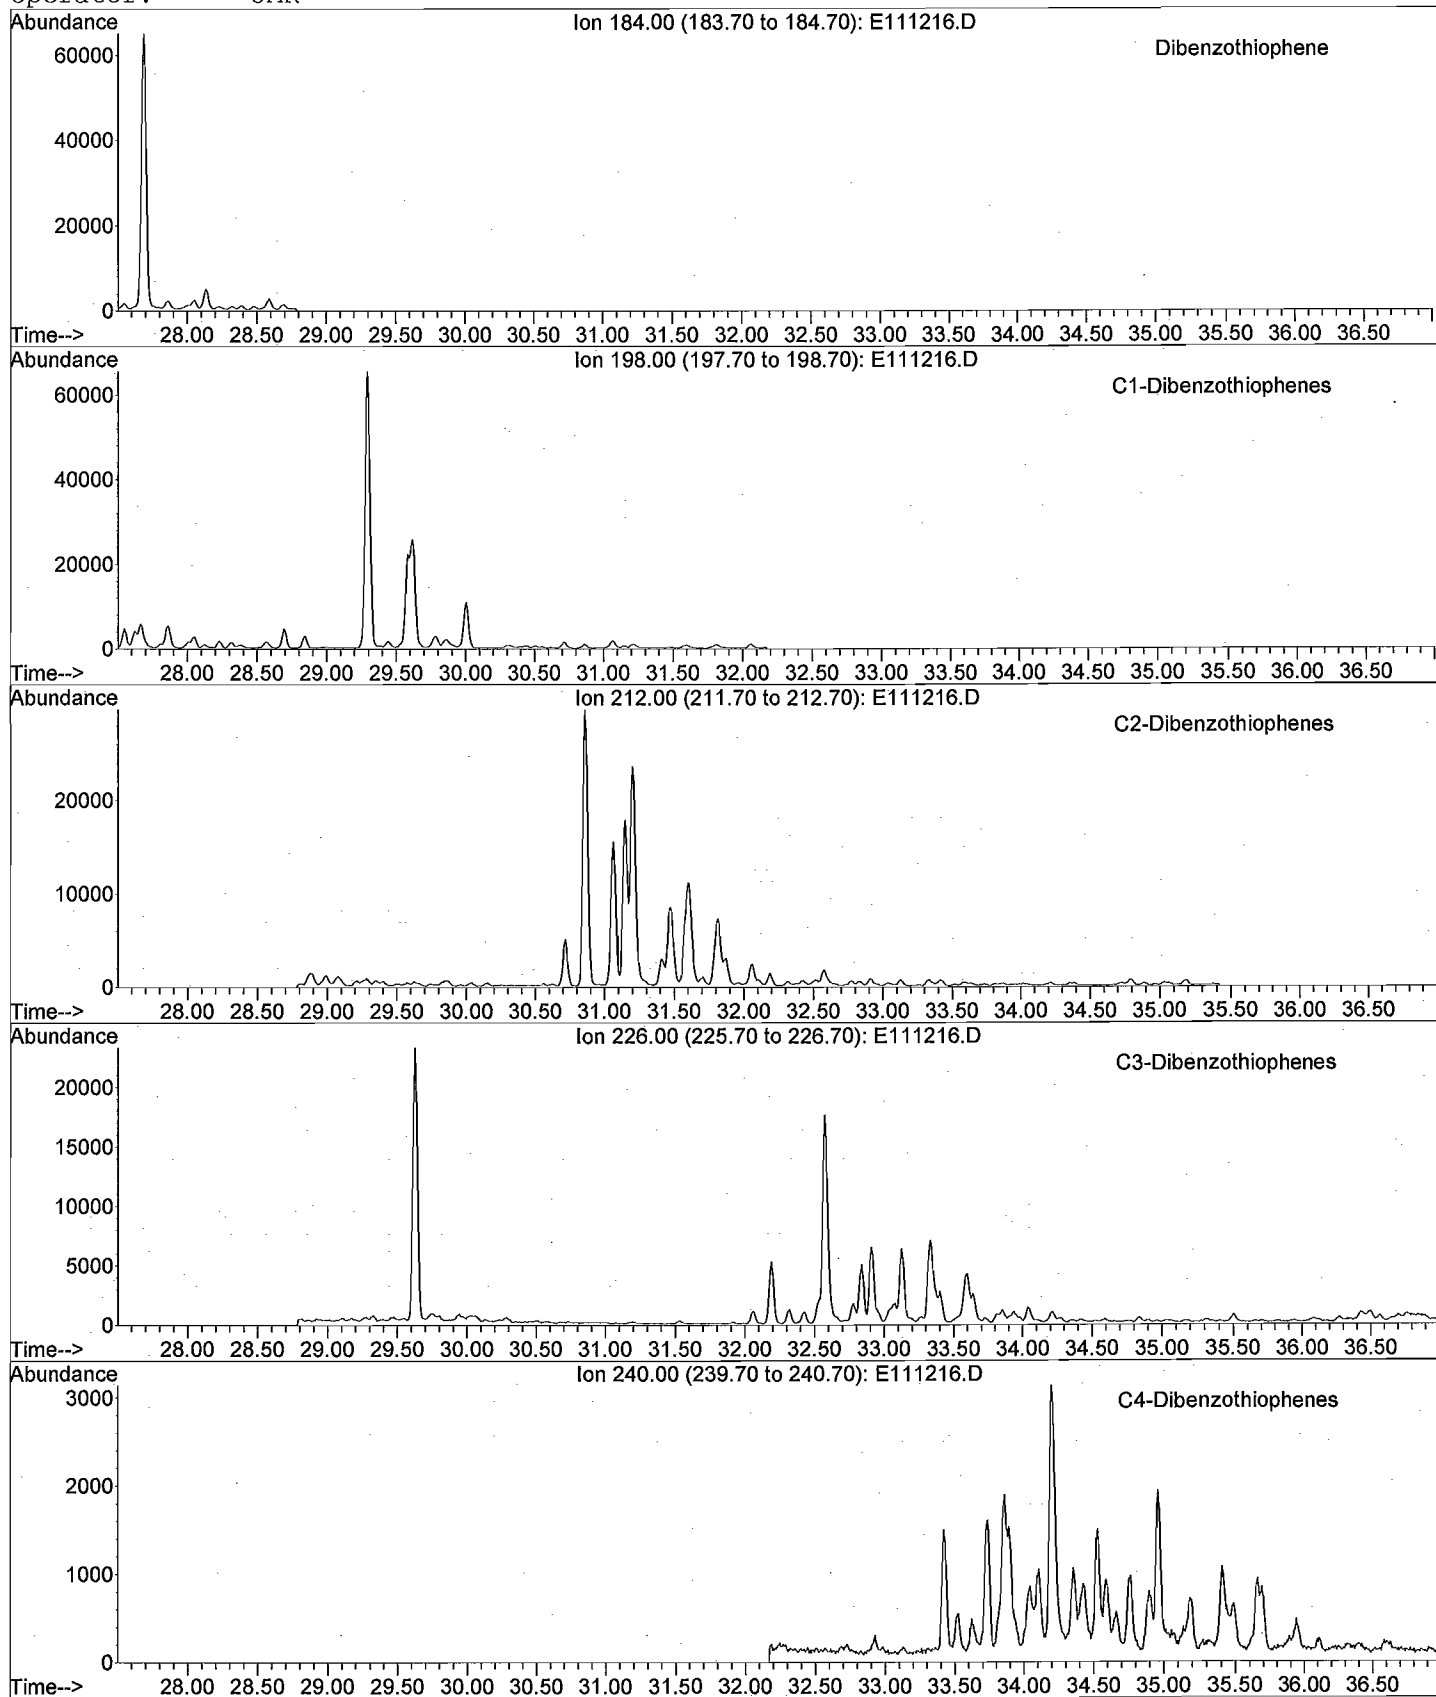 Abundance Ion 184.00 (183.70 to 184.70): E111216.D
Dibenzothiophene
60000
40000
20000
0
Time--> 28.00 28.50 29.00 29.50 30.00 30.50 31.00 31.50 32.00 32.50 33.00 33.50 34.00 34.50 35.00 35.50 36.00 36.50
Abundance Ion 198.00 (197.70 to 198.70): E111216.D
C1-Dibenzothiophenes
60000
40000
20000
0
Time--> 28.00 28.50 29.00 29.50 30.00 30.50 31.00 31.50 32.00 32.50 33.00 33.50 34.00 34.50 35.00 35.50 36.00 36.50
Abundance Ion 212.00 (211.70 to 212.70): E111216.D
C2-Dibenzothiophenes
20000
10000
0
Time--> 28.00 28.50 29.00 29.50 30.00 30.50 31.00 31.50 32.00 32.50 33.00 33.50 34.00 34.50 35.00 35.50 36.00 36.50
Abundance Ion 226.00 (225.70 to 226.70): E111216.D
C3-Dibenzothiophenes
20000
15000
10000
5000
0
Time--> 28.00 28.50 29.00 29.50 30.00 30.50 31.00 31.50 32.00 32.50 33.00 33.50 34.00 34.50 35.00 35.50 36.00 36.50
Abundance Ion 240.00 (239.70 to 240.70): E111216.D
C4-Dibenzothiophenes
3000
2000
1000
0
Time--> 28.00 28.50 29.00 29.50 30.00 30.50 31.00 31.50 32.00 32.50 33.00 33.50 34.00 34.50 35.00 35.50 36.00 36.50